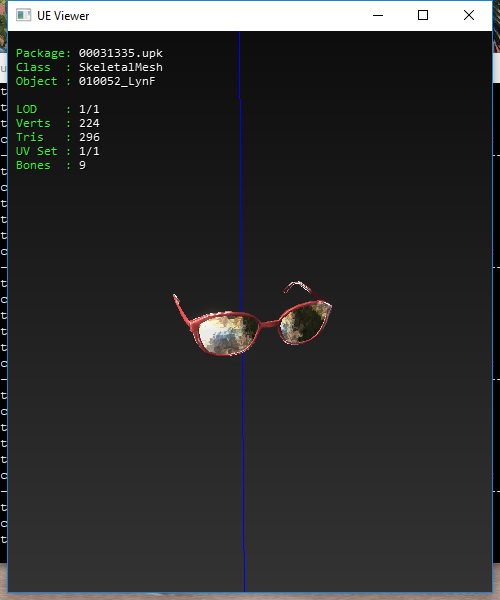 UE Viewer
Package: 00031335.upk
Class : SkeletalMesh
Object : 010052_LynF
LOD : 1/1
Verts : 224
Tris : 296
UV Set : 1/1
Bones : 9